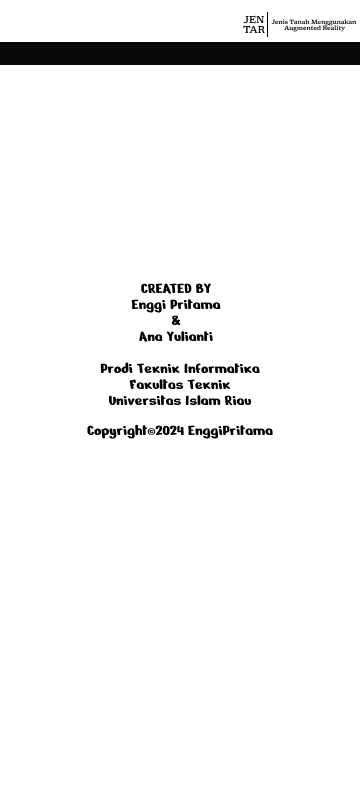 JEN
TAR
Jenis Tanah Menggunakan
Augmented Reality
CREATED BY
Enggi Pritama
&
Ana Yulianti
Prodi Teknik Informatika
Fakultas Teknik
Universitas Islam Riau
Copyright©2024 EnggiPritama